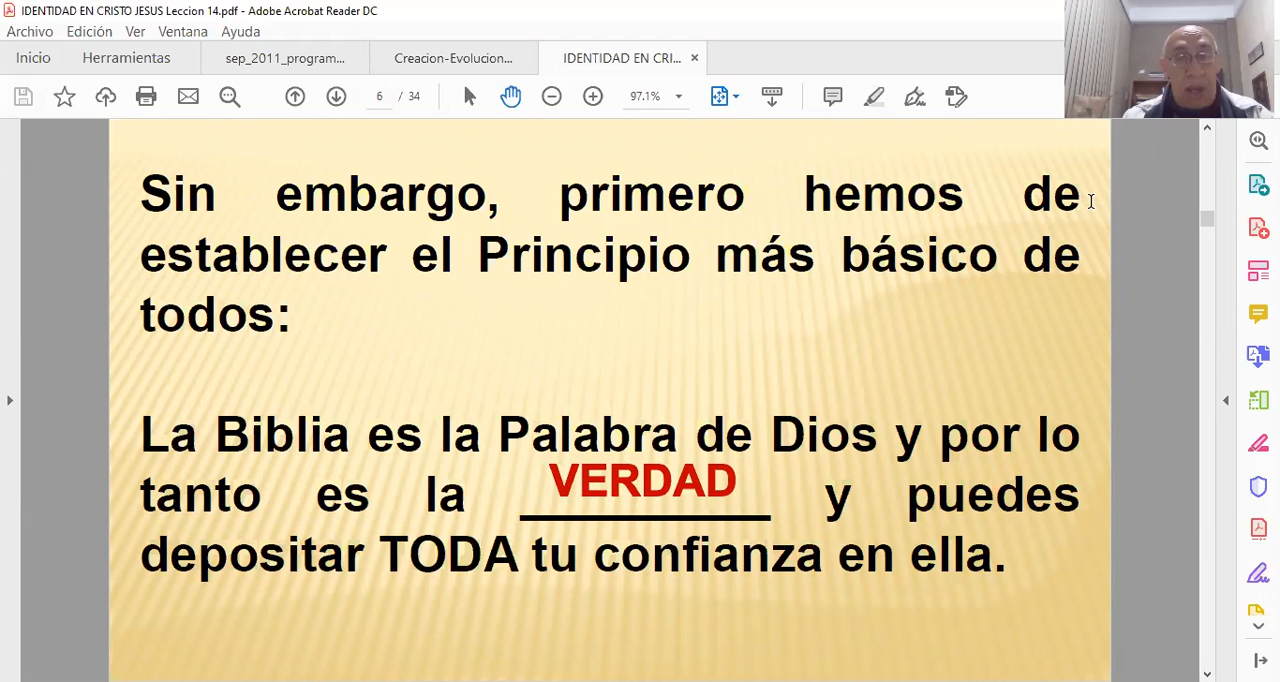 IDENTIDAD EN CRISTO JESUS Leccion 14.pdf - Adobe Acrobat Reader DC
Archivo Edición Ver Ventana Ayuda
Inicio Herramientas sep_2011_program... Creacion-Evolucion... IDENTIDAD EN CRI... ×
6 / 34 97.1%
Sin embargo, primero hemos de
establecer el Principio más básico de
todos:
La Biblia es la Palabra de Dios y por lo
tanto es la VERDAD y puedes
depositar TODA tu confianza en ella.